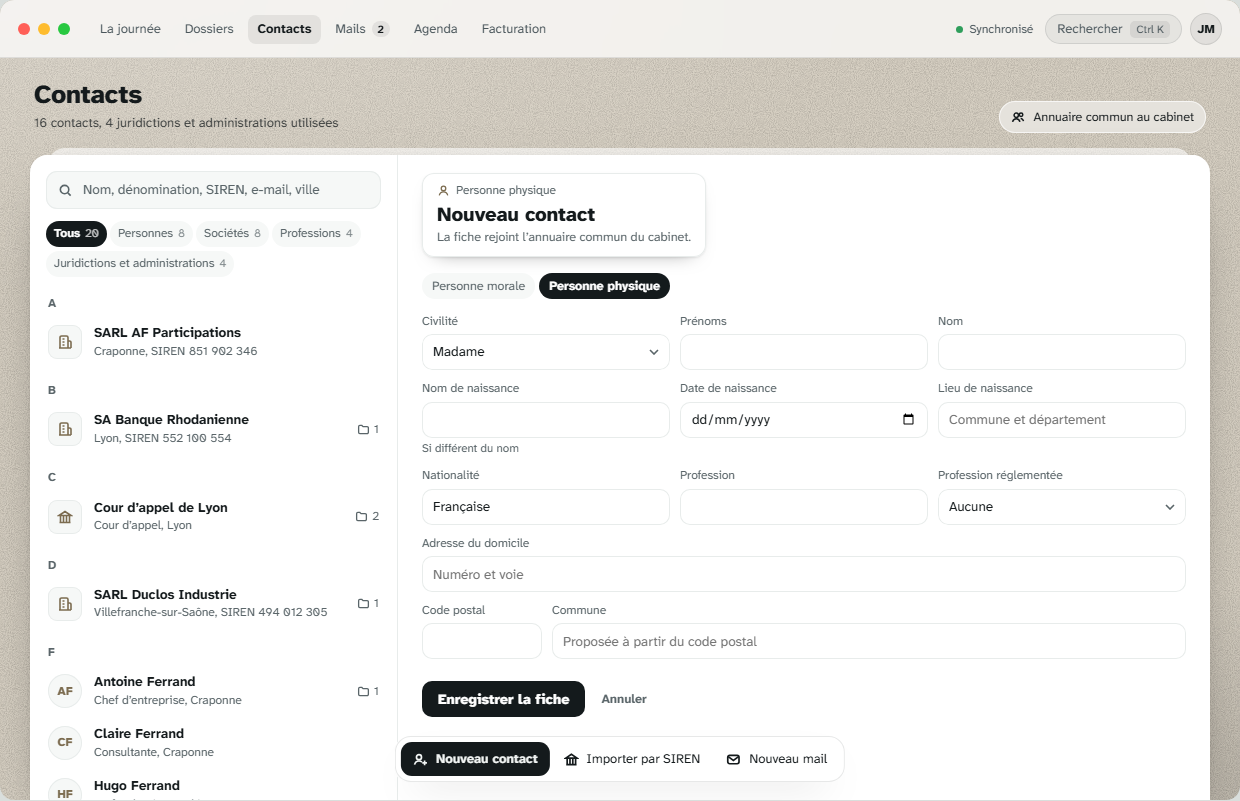 La journée
Dossiers
Contacts
Mails 2
Agenda
Facturation
Synchronisé
Rechercher Ctrl K
JM
Contacts
16 contacts, 4 juridictions et administrations utilisées
Annuaire commun au cabinet
Nom, dénomination, SIREN, e-mail, ville
Tous 20
Personnes 8
Sociétés 8
Professions 4
Juridictions et administrations 4
A
SARL AF Participations
Craponne, SIREN 851 902 346
B
SA Banque Rhodanienne
Lyon, SIREN 552 100 554
1
C
Cour d’appel de Lyon
Cour d’appel, Lyon
2
D
SARL Duclos Industrie
Villefranche-sur-Saône, SIREN 494 012 305
1
F
AF
Antoine Ferrand
Chef d’entreprise, Craponne
1
CF
Claire Ferrand
Consultante, Craponne
HF
Hugo Ferrand
Personne physique
Nouveau contact
La fiche rejoint l’annuaire commun du cabinet.
Personne morale
Personne physique
Civilité
Prénoms
Nom
Madame
Nom de naissance
Date de naissance
Lieu de naissance
dd/mm/yyyy
Commune et département
Si différent du nom
Nationalité
Profession
Profession réglementée
Française
Aucune
Adresse du domicile
Numéro et voie
Code postal
Commune
Proposée à partir du code postal
Enregistrer la fiche
Annuler
Nouveau contact
Importer par SIREN
Nouveau mail